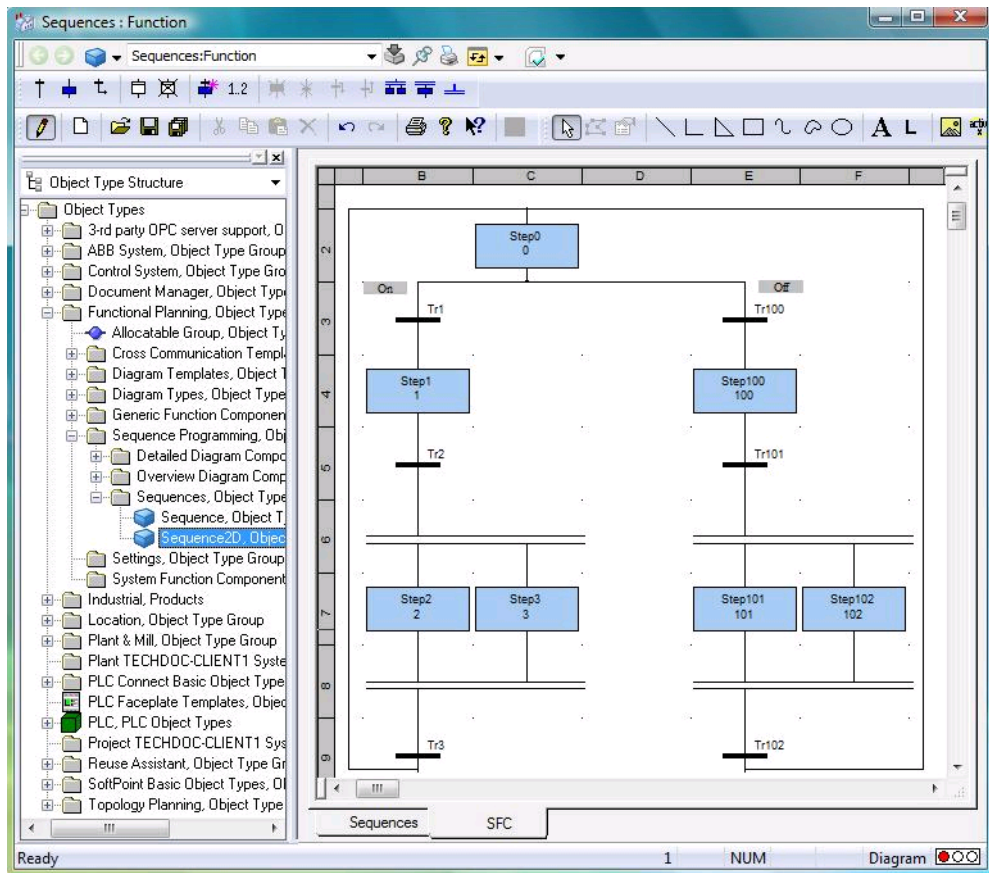 Sequences : Function
Sequences:Function
1.2
A L
Object Type Structure
Object Types
3-rd party OPC server support, O
ABB System, Object Type Group
Control System, Object Type Gro
Document Manager, Object Typ
Functional Planning, Object Type
Allocatable Group, Object Ty
Cross Communication Templ
Diagram Templates, Object T
Diagram Types, Object Type
Generic Function Componen
Sequence Programming, Obj
Detailed Diagram Compo
Overview Diagram Comp
Sequences, Object Type
Sequence, Object T
Sequence2D, Objec
Settings, Object Type Group
System Function Component
Industrial, Products
Location, Object Type Group
Plant & Mill, Object Type Group
Plant TECHDOC-CLIENT1 Syste
PLC Connect Basic Object Type
PLC Faceplate Templates, Objec
PLC, PLC Object Types
Project TECHDOC-CLIENT1 Sys
Reuse Assistant, Object Type Gr
SoftPoint Basic Object Types, Ol
Topology Planning, Object Type
B C D E F
2
Step0
0
On Off
3
Tr1 Tr100
4
Step1 Step100
1 100
5
Tr2 Tr101
6
7
Step2 Step3 Step101 Step102
2 3 101 102
8
9
Tr3 Tr102
Sequences SFC
Ready 1 NUM Diagram